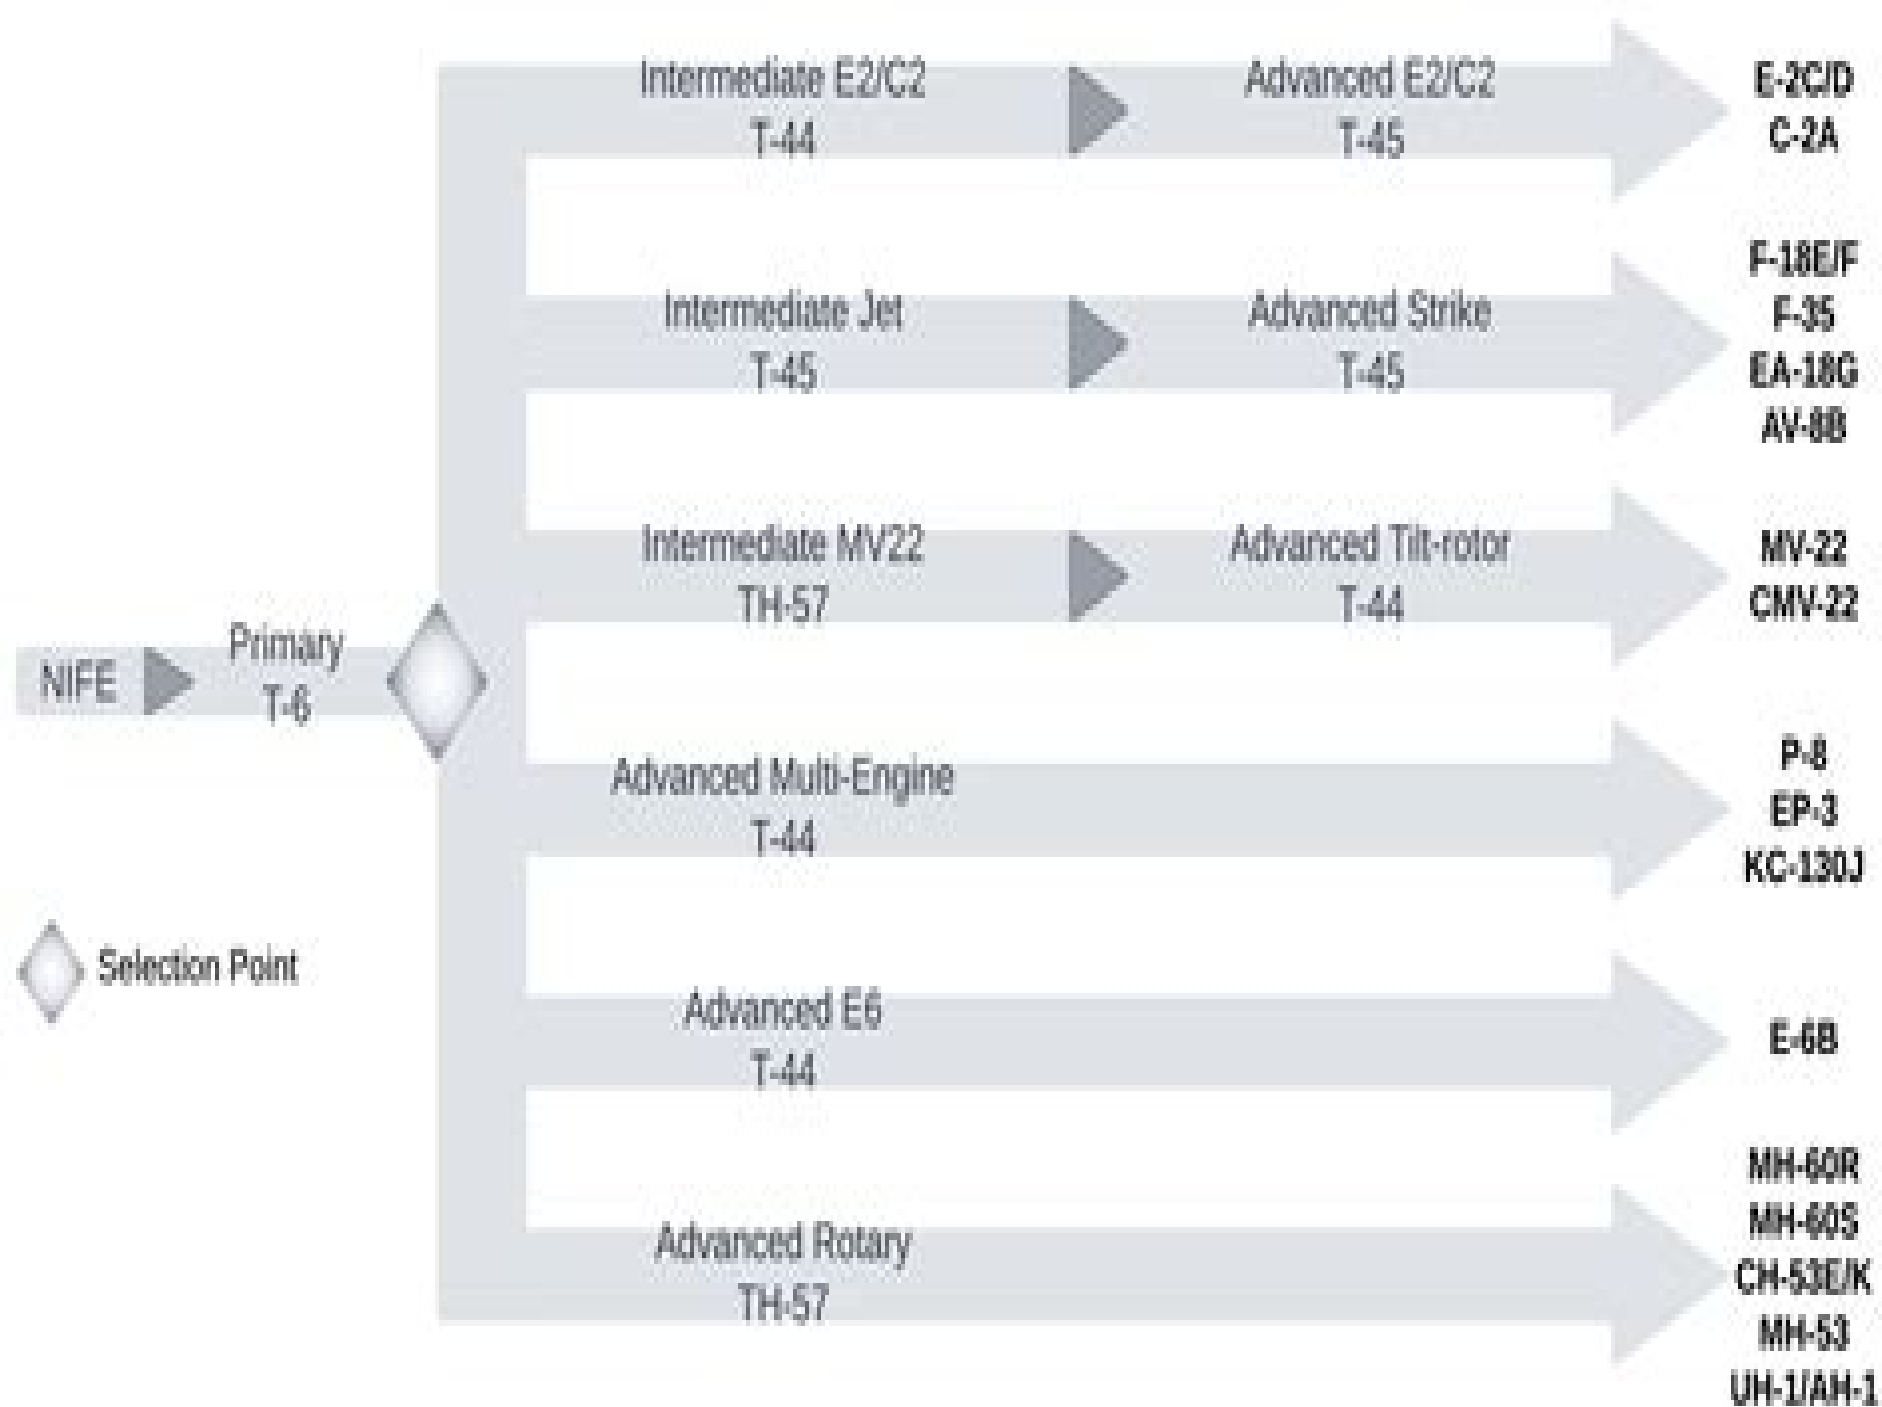 Intermediate E2/C2
T-44
Advanced E2/C2
T-45
E-2C/D
C-2A
Intermediate Jet
T-45
Advanced Strike
T-45
F-18E/F
F-35
EA-18G
AV-8B
Intermediate MV22
TH-57
Advanced Tilt-rotor
T-44
MV-22
CMV-22
NIFE
Primary
T-6
Advanced Multi-Engine
T-44
P-8
EP-3
KC-130J
Selection Point
Advanced E6
T-44
E-6B
Advanced Rotary
TH-57
MH-60R
MH-60S
CH-53E/K
MH-53
UH-1/AH-1